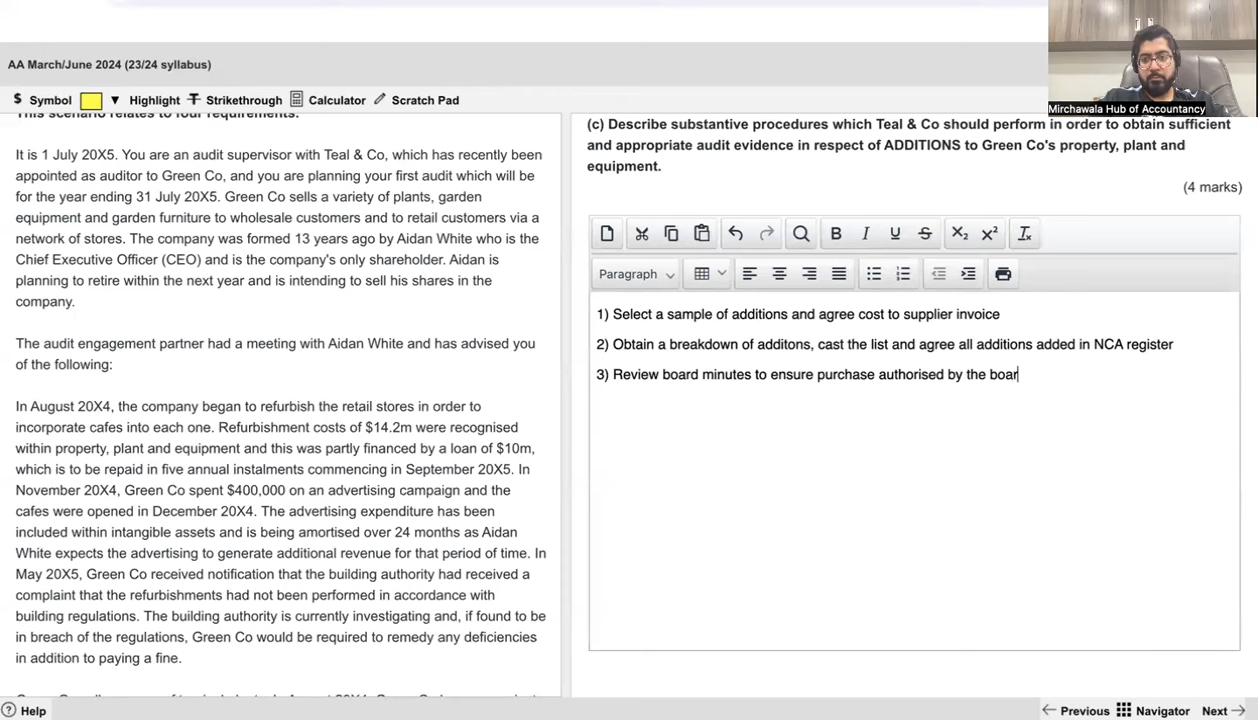 AA March/June 2024 (23/24 syllabus)
Mirchawala Hub of Accountancy
$ Symbol Highlight Strikethrough Calculator Scratch Pad
This scenario relates to four requirements.
It is 1 July 20X5. You are an audit supervisor with Teal & Co, which has recently been
appointed as auditor to Green Co, and you are planning your first audit which will be
for the year ending 31 July 20X5. Green Co sells a variety of plants, garden
equipment and garden furniture to wholesale customers and to retail customers via a
network of stores. The company was formed 13 years ago by Aidan White who is the
Chief Executive Officer (CEO) and is the company's only shareholder. Aidan is
planning to retire within the next year and is intending to sell his shares in the
company.
The audit engagement partner had a meeting with Aidan White and has advised you
of the following:
In August 20X4, the company began to refurbish the retail stores in order to
incorporate cafes into each one. Refurbishment costs of $14.2m were recognised
within property, plant and equipment and this was partly financed by a loan of $10m,
which is to be repaid in five annual instalments commencing in September 20X5. In
November 20X4, Green Co spent $400,000 on an advertising campaign and the
cafes were opened in December 20X4. The advertising expenditure has been
included within intangible assets and is being amortised over 24 months as Aidan
White expects the advertising to generate additional revenue for that period of time. In
May 20X5, Green Co received notification that the building authority had received a
complaint that the refurbishments had not been performed in accordance with
building regulations. The building authority is currently investigating and, if found to be
in breach of the regulations, Green Co would be required to remedy any deficiencies
in addition to paying a fine.
(c) Describe substantive procedures which Teal & Co should perform in order to obtain sufficient
and appropriate audit evidence in respect of ADDITIONS to Green Co's property, plant and
equipment.
(4 marks)
Paragraph
1) Select a sample of additions and agree cost to supplier invoice
2) Obtain a breakdown of additons, cast the list and agree all additions added in NCA register
3) Review board minutes to ensure purchase authorised by the boar
Help
Previous Navigator Next